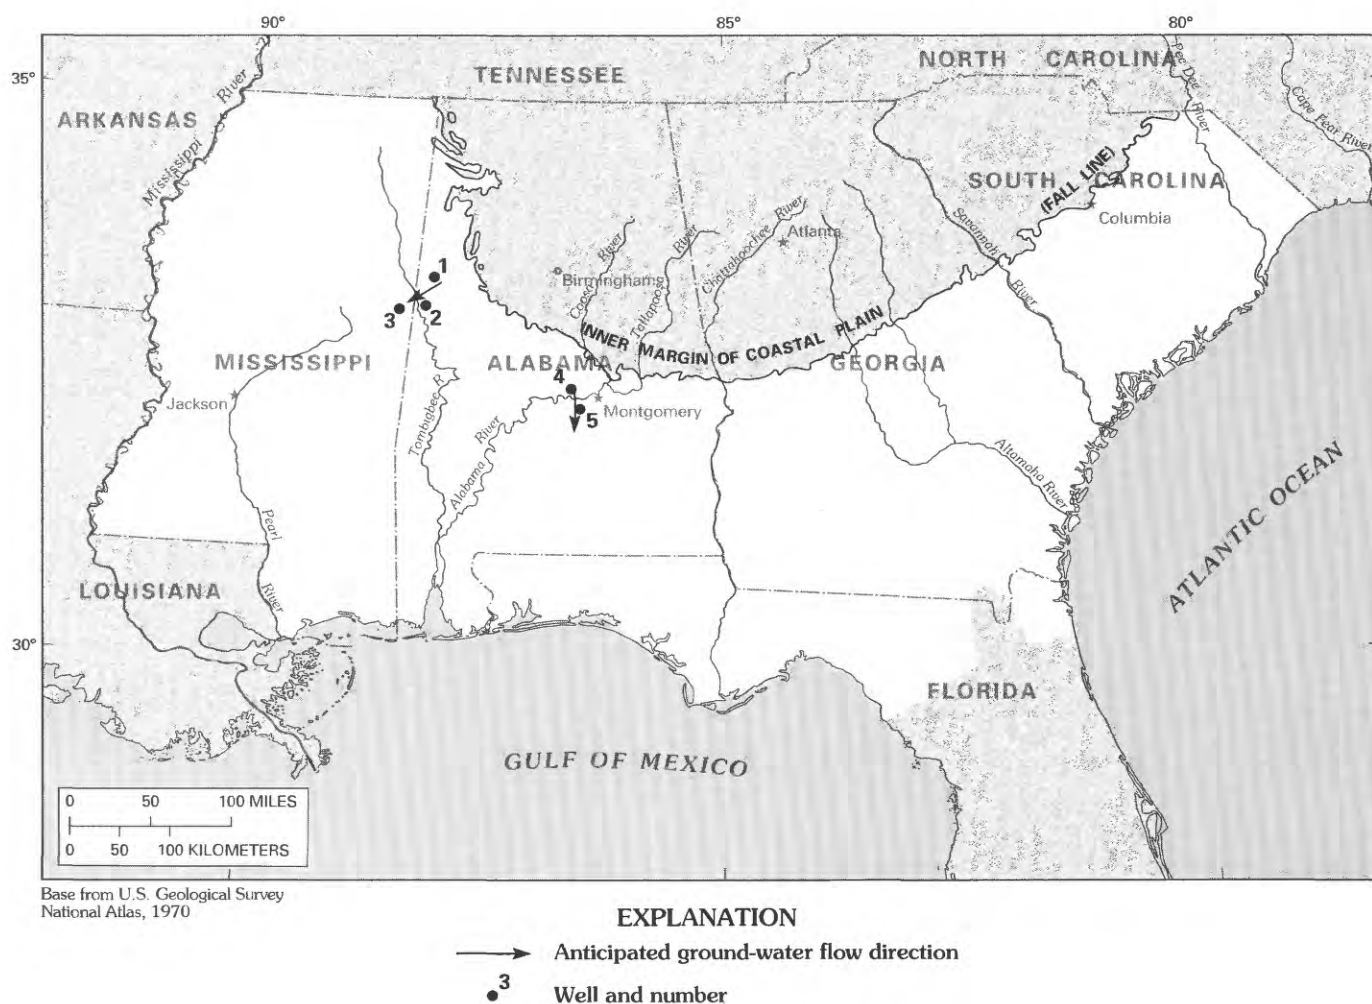 90°
85°
80°
35°
30°
TENNESSEE
NORTH CAROLINA
ARKANSAS
Mississippi
River
Pee Dee
River
Cape Fear River
SOUTH CAROLINA
(FALL LINE)
Columbia
Savannah
River
Chattahoochee River
Atlanta
Coosa River
Tallapoosa River
Birmingham
1
2
3
INNER MARGIN OF COASTAL PLAIN
MISSISSIPPI
ALABAMA
GEORGIA
Jackson
4
5
Montgomery
Tombigbee R.
Alabama River
Altamaha River
Pearl
River
LOUISIANA
FLORIDA
ATLANTIC OCEAN
GULF OF MEXICO
0 50 100 MILES
0 50 100 KILOMETERS
Base from U.S. Geological Survey
National Atlas, 1970
EXPLANATION
Anticipated ground-water flow direction
3
Well and number